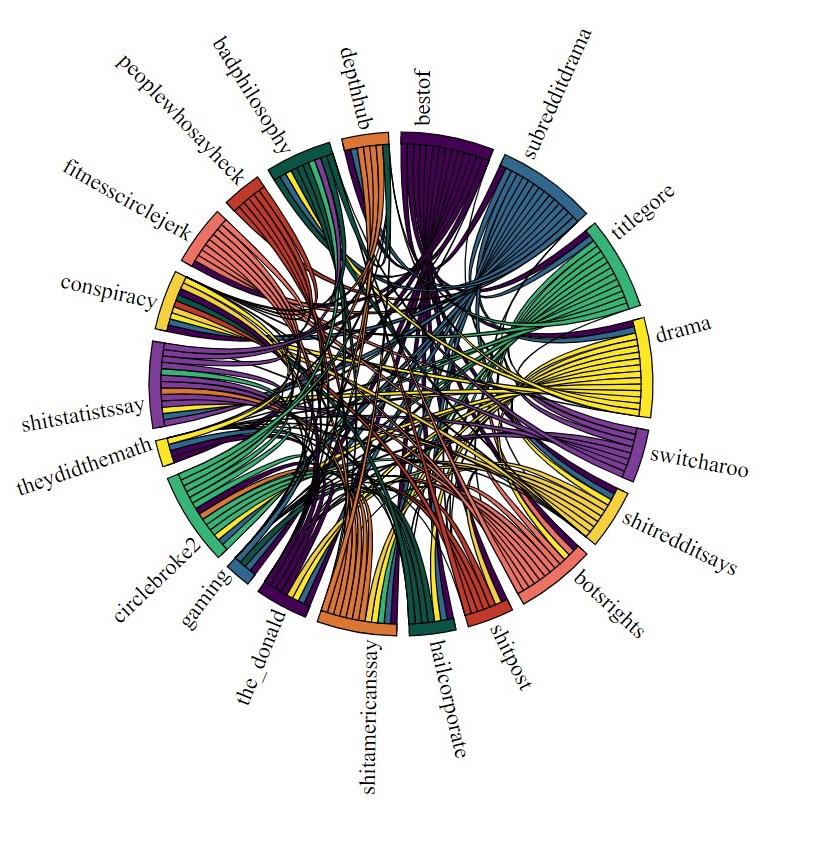 bestof
subredditdrama
titlegore
drama
switcharoo
shitredditsays
botsrights
shitpost
hailcorporate
shitamericanssay
the_donald
gaming
circlebroke2
theydidthemath
shitstatistssay
conspiracy
fitnesscirclejerk
peoplewhosayheck
badphilosophy
depthhub